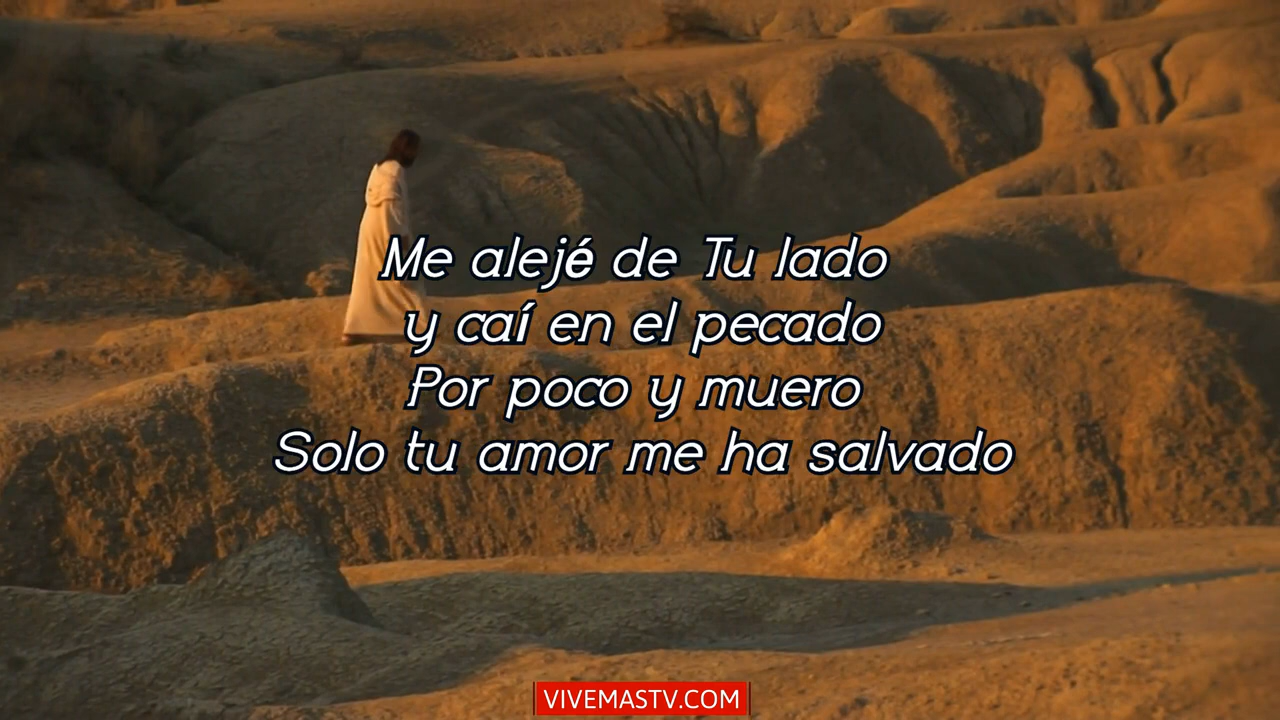 Me alejé de Tu lado
y caí en el pecado
Por poco y muero
Solo tu amor me ha salvado
VIVEMASTV.COM